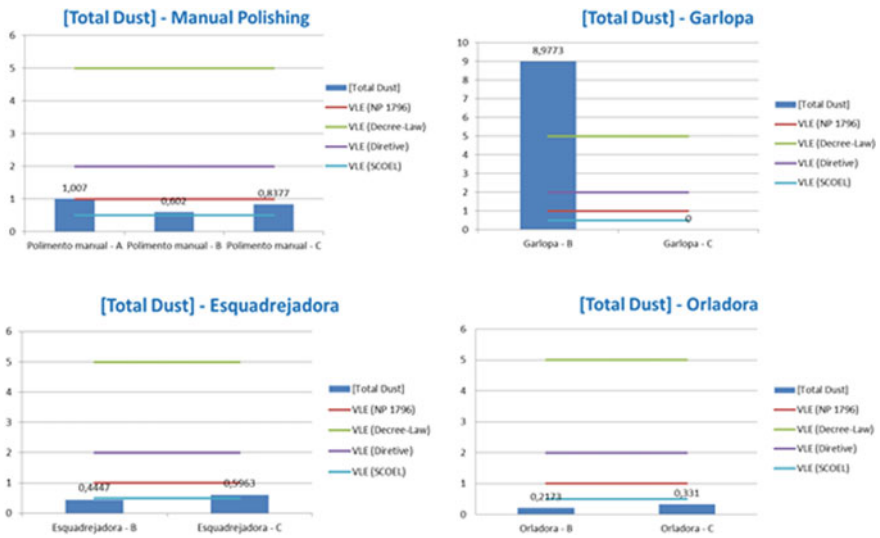 [Total Dust] - Manual Polishing
6
5
4
3
2
1
0
1,007
0,602
0,8377
Polimento manual - A
Polimento manual - B
Polimento manual - C
[Total Dust]
VLE (NP 1796)
VLE (Decree-Law)
VLE (Diretive)
VLE (SCOEL)
[Total Dust] - Garlopa
10
9
8
7
6
5
4
3
2
1
0
8,9773
0
Garlopa - B
Garlopa - C
[Total Dust]
VLE (NP 1796)
VLE (Decree-Law)
VLE (Diretive)
VLE (SCOEL)
[Total Dust] - Esquadrejadora
6
5
4
3
2
1
0
0,4447
0,5963
Esquadrejadora - B
Esquadrejadora - C
[Total Dust]
VLE (NP 1796)
VLE (Decree-Law)
VLE (Diretive)
VLE (SCOEL)
[Total Dust] - Orladora
6
5
4
3
2
1
0
0,2173
0,331
Orladora - B
Orladora - C
[Total Dust]
VLE (NP 1796)
VLE (Decree-Law)
VLE (Diretive)
VLE (SCOEL)